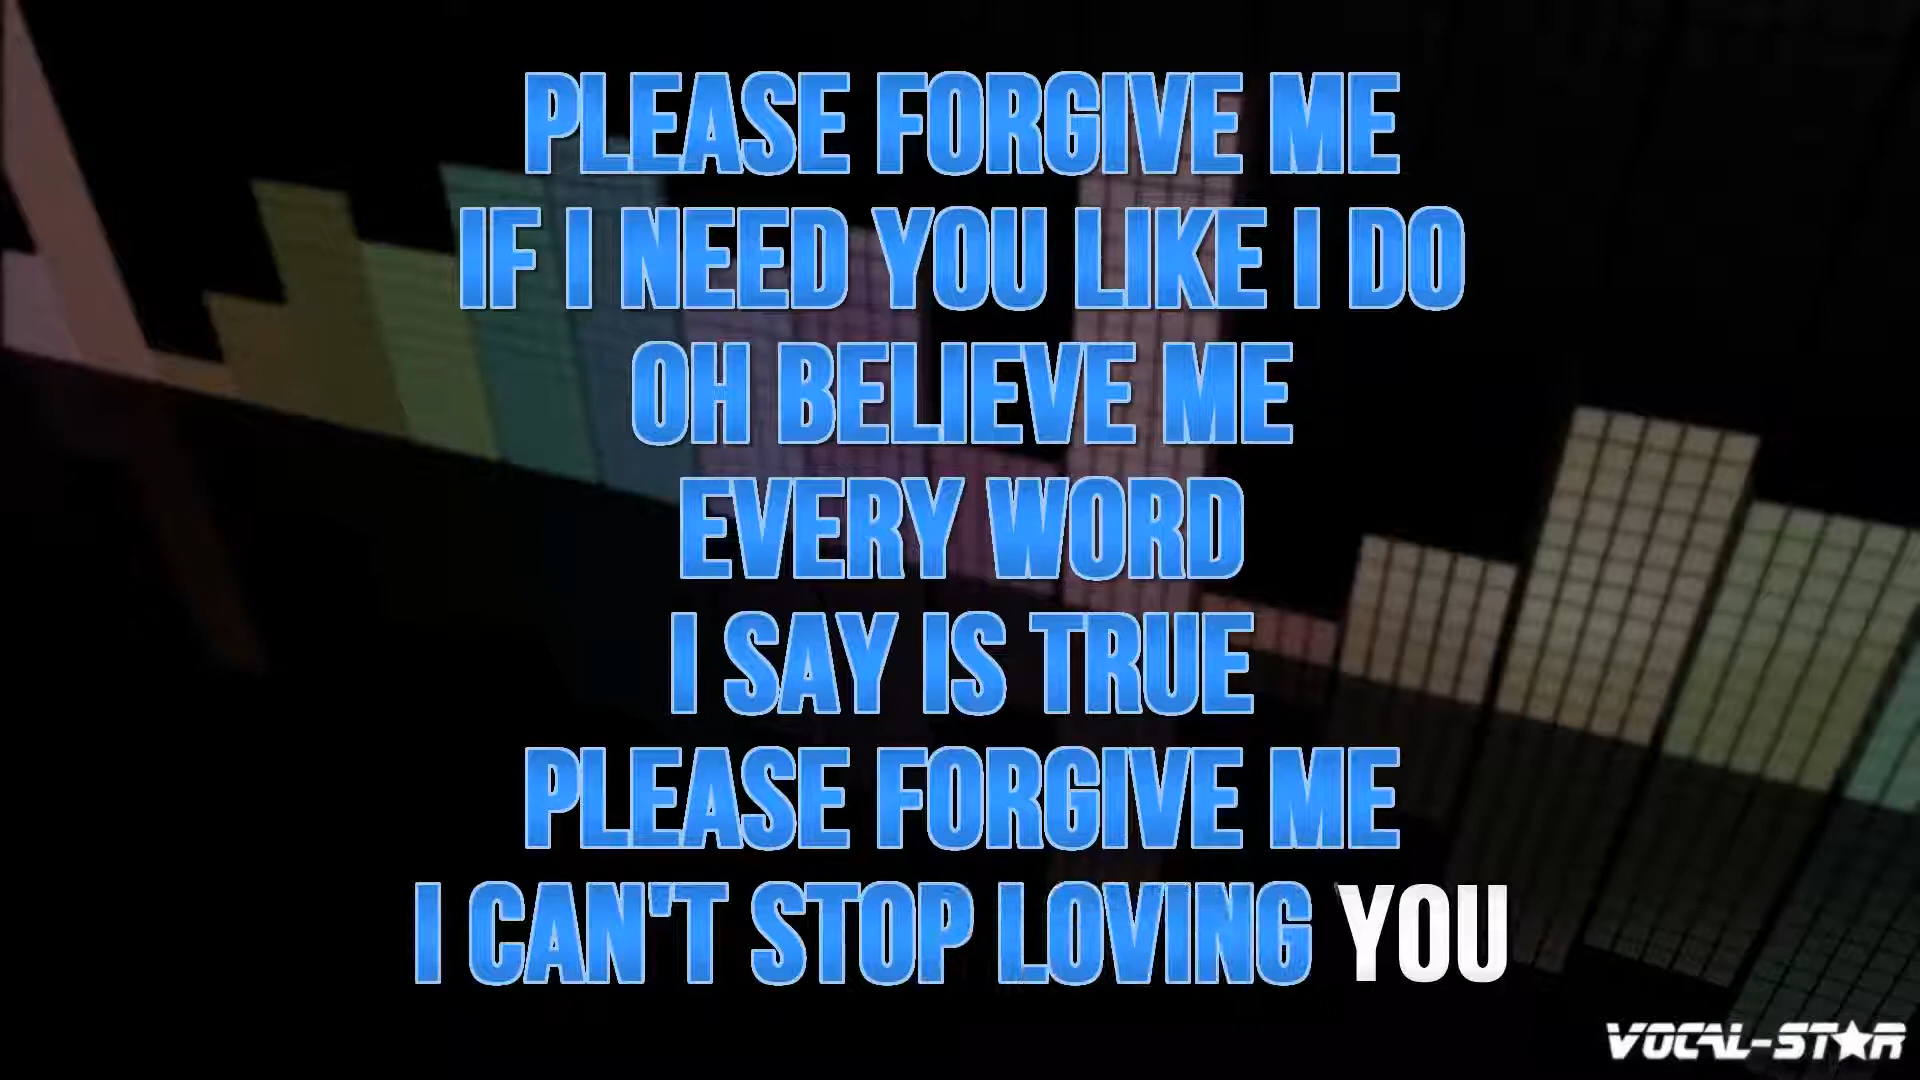 PLEASE FORGIVE ME
IF I NEED YOU LIKE I DO
OH BELIEVE ME
EVERY WORD
I SAY IS TRUE
PLEASE FORGIVE ME
I CAN'T STOP LOVING YOU
VOCAL-STAR